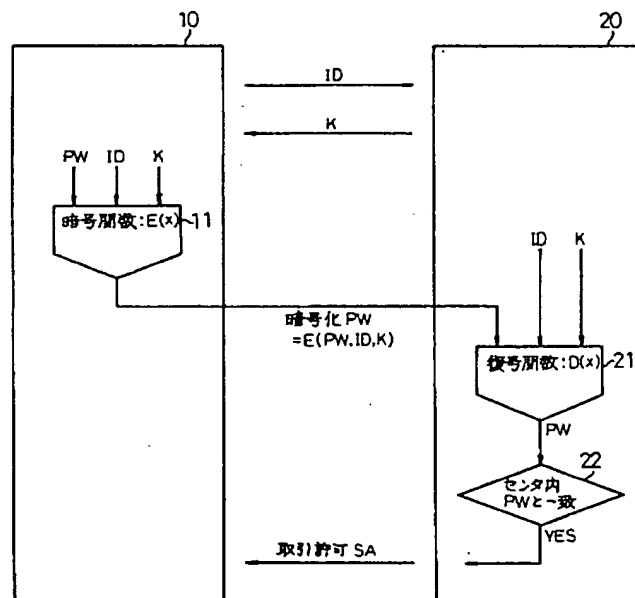 10
20
ID
K
PW ID K
暗号関数:E(x) 11
ID K
暗号化 PW
=E(PW,ID,K)
復号関数:D(x) 21
PW
22
センタ内
PWと一致
YES
取引許可 SA